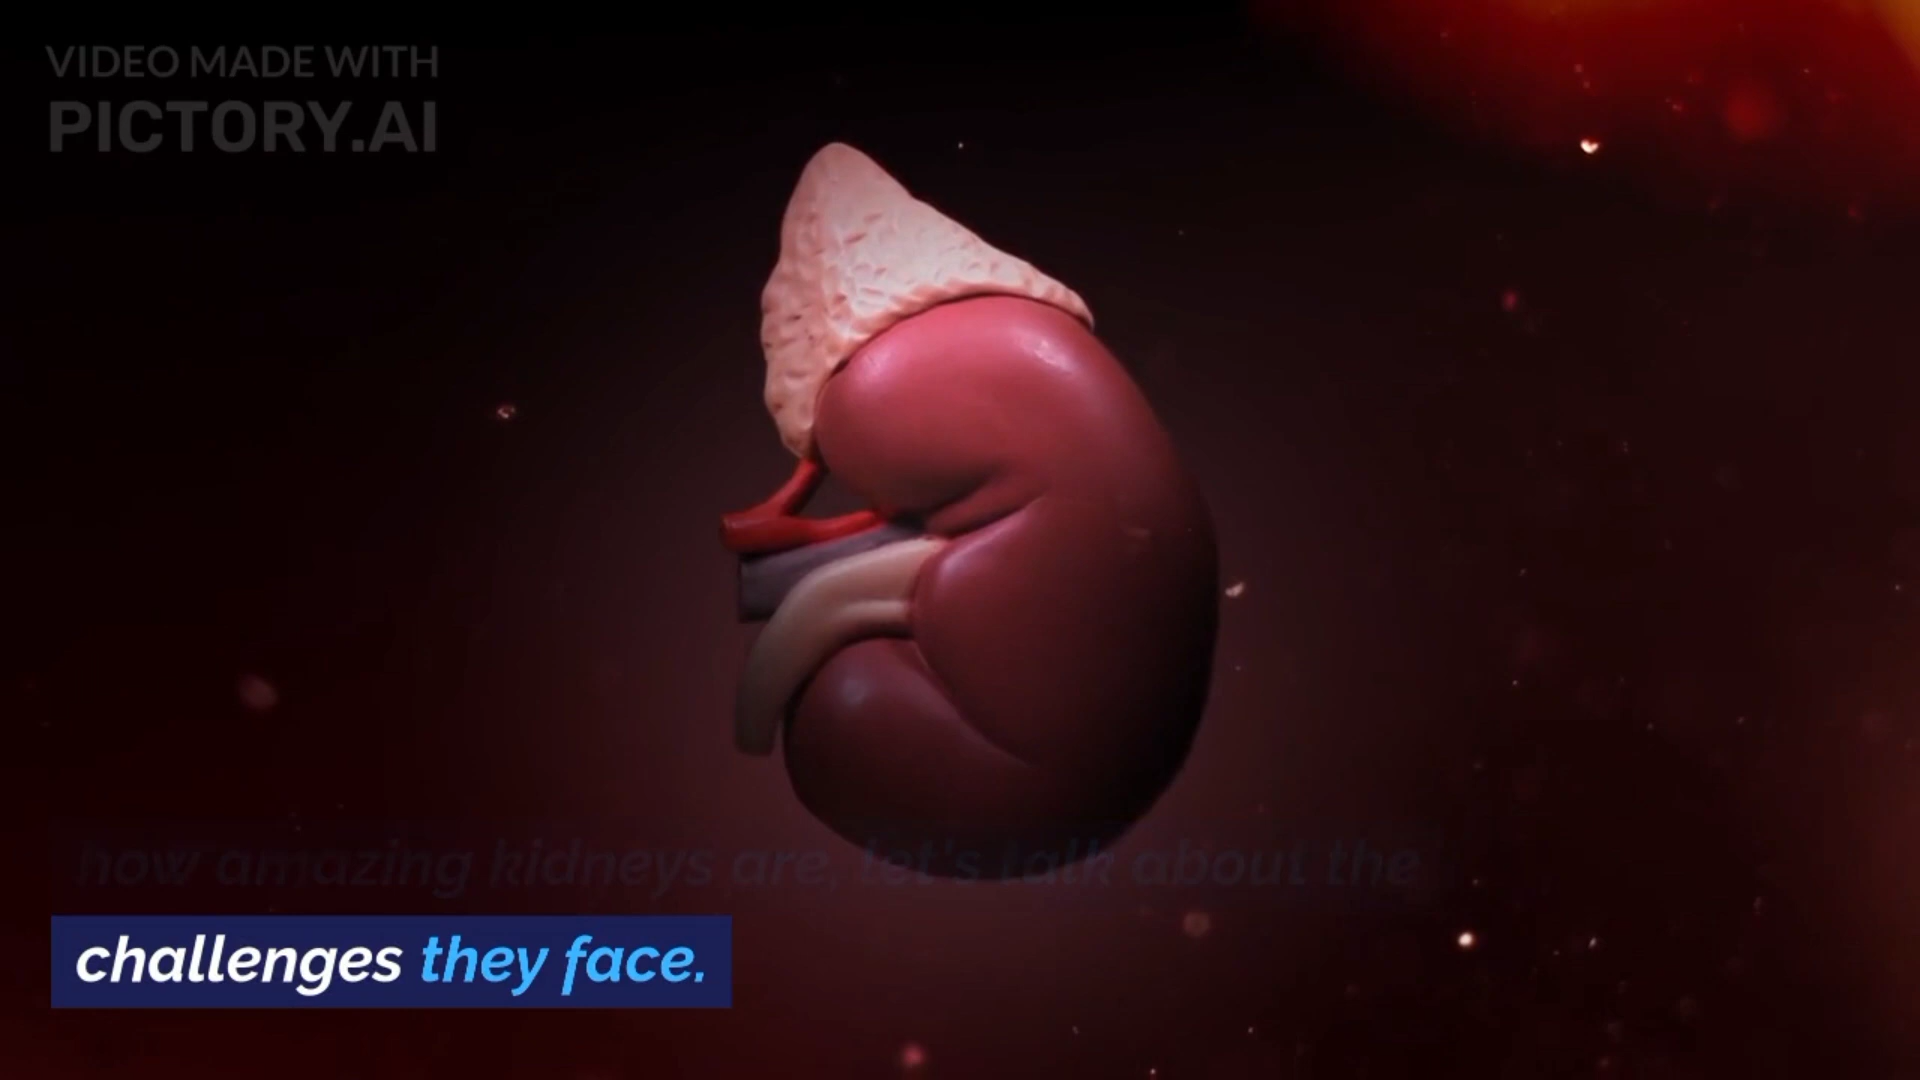 VIDEO MADE WITH
PICTORY.AI
how amazing kidneys are, let's talk about the
challenges they face.